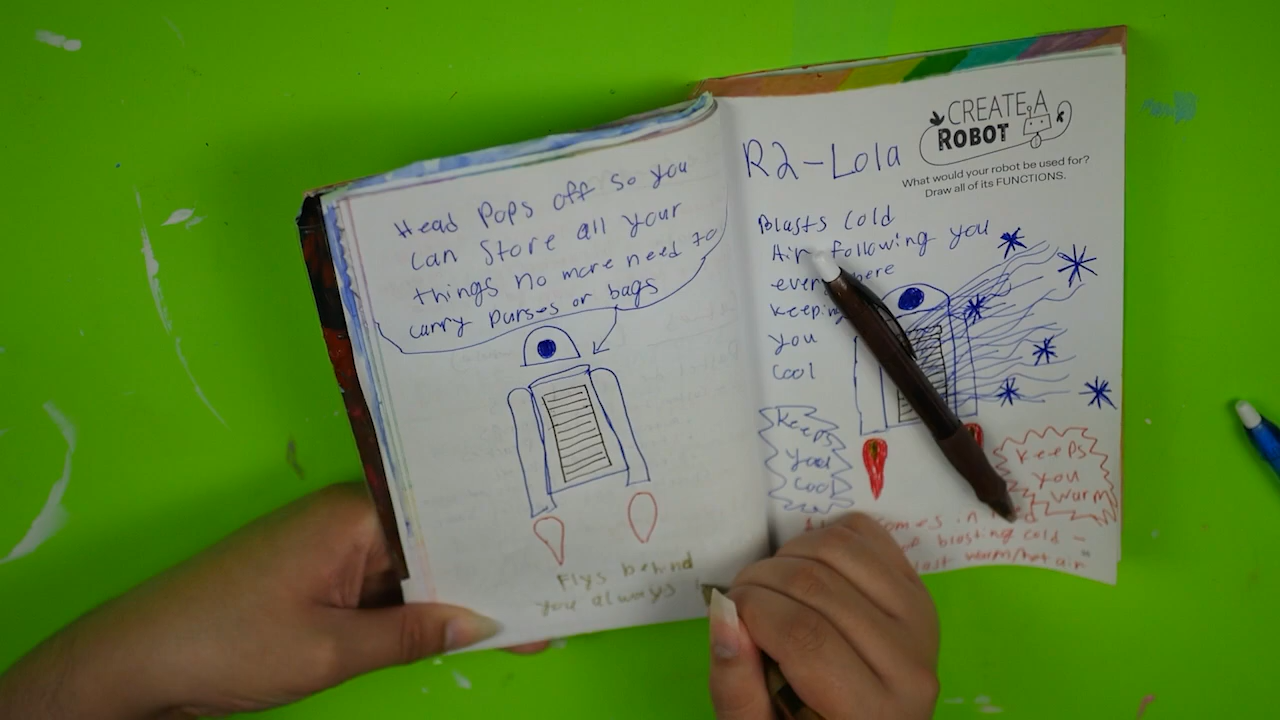 Head Pops off so you
can store all your
things no more need to
carry purses or bags
Flys behind
you always
CREATE A
ROBOT
What would your robot be used for?
Draw all of its FUNCTIONS.
R2-Lola
Blasts Cold
Air following you
keeping
you
cool
Keeps
you
cool
Keeps
you
warm
blasting cold -
warm/hot air